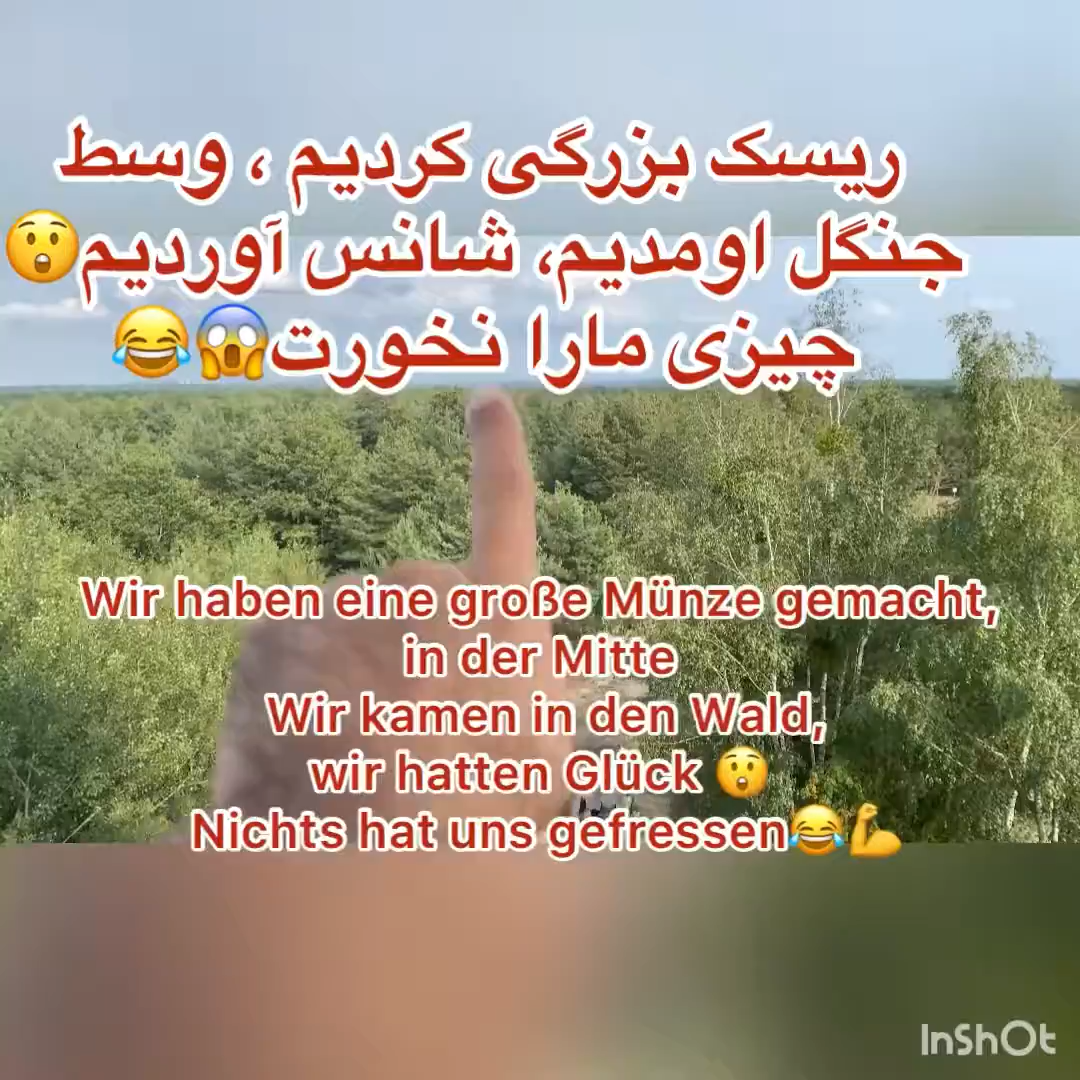 ریسک بزرگی کردیم ، وسط
جنگل اومدیم، شانس آوردیم😲
چیزی مارا نخورت😱😂
Wir haben eine große Münze gemacht,
in der Mitte
Wir kamen in den Wald,
wir hatten Glück 😲
Nichts hat uns gefressen😂💪
InShOt